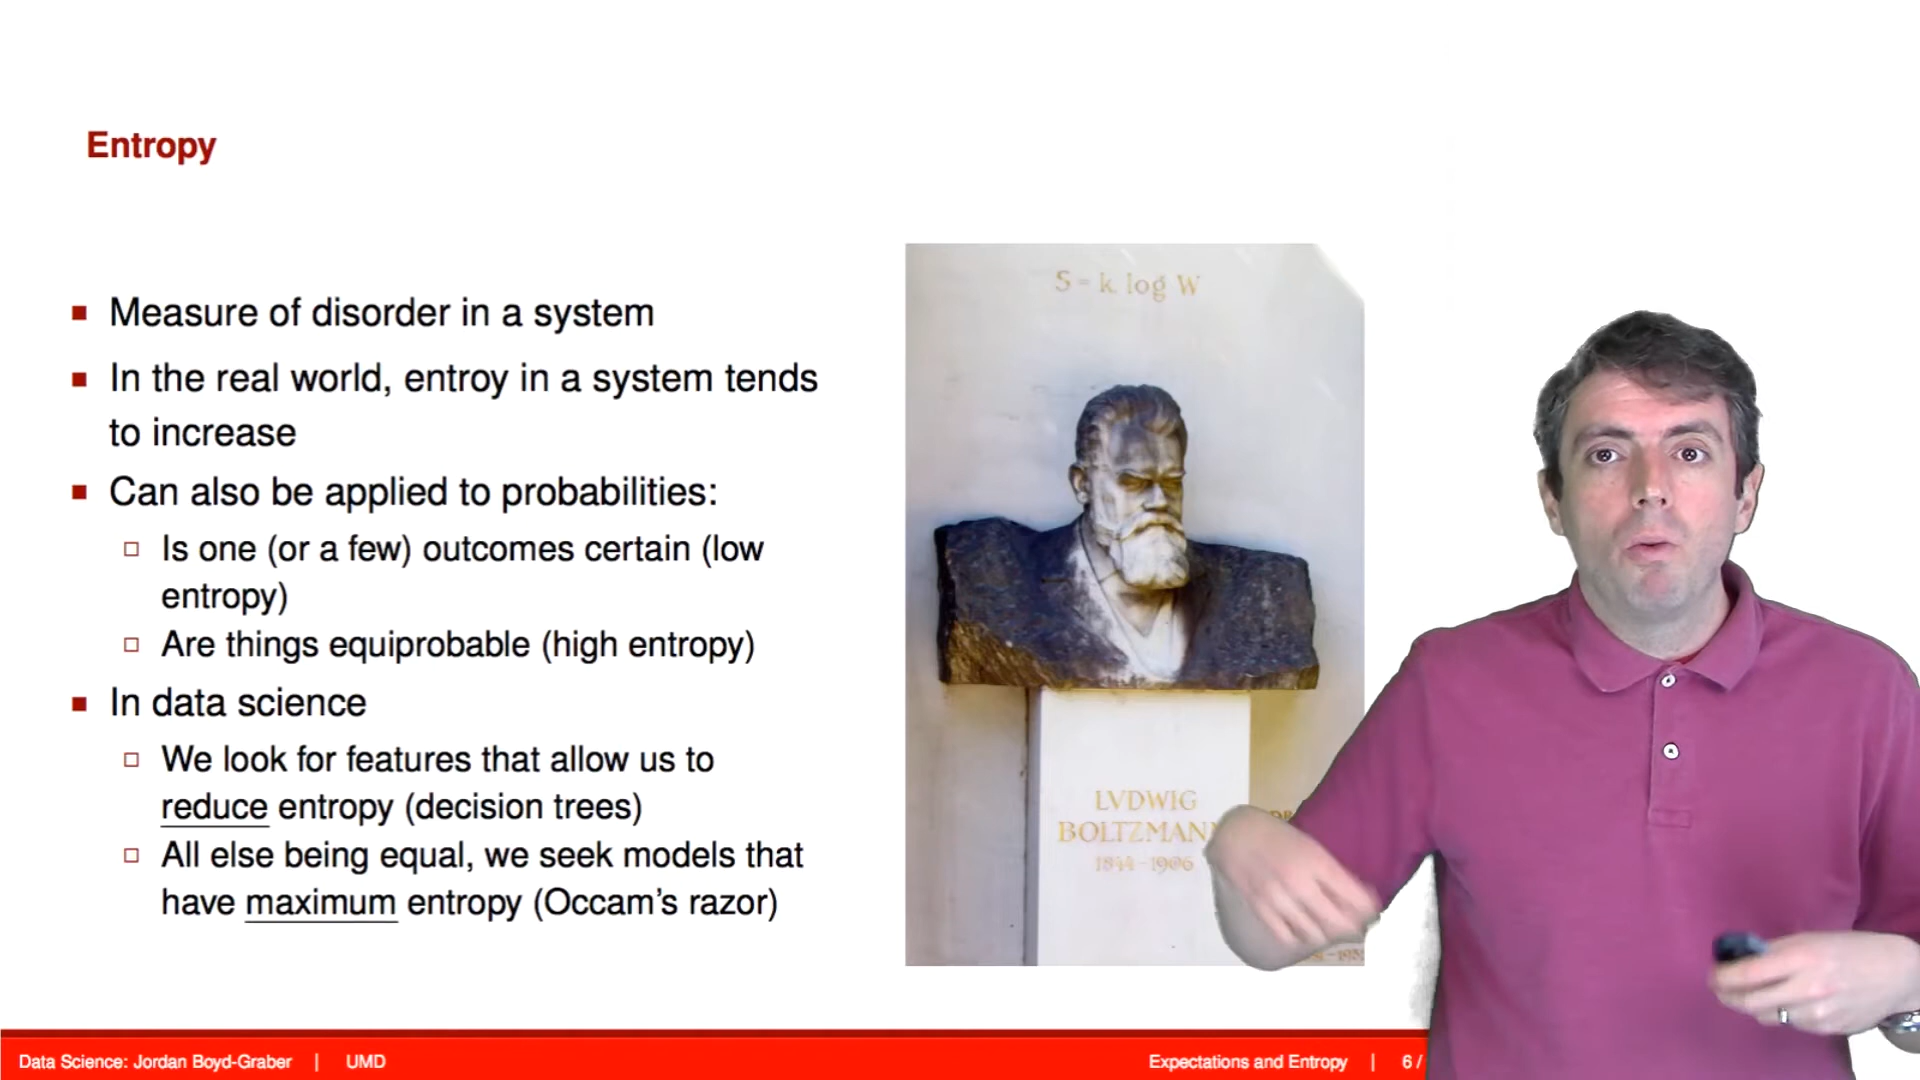 Entropy
S = k. log W
Measure of disorder in a system
In the real world, entroy in a system tends
to increase
Can also be applied to probabilities:
Is one (or a few) outcomes certain (low
entropy)
Are things equiprobable (high entropy)
In data science
We look for features that allow us to
reduce entropy (decision trees)
All else being equal, we seek models that
have maximum entropy (Occam's razor)
LVDWIG
BOLTZMANN
1844-1906
Data Science: Jordan Boyd-Graber | UMD
Expectations and Entropy | 6 /